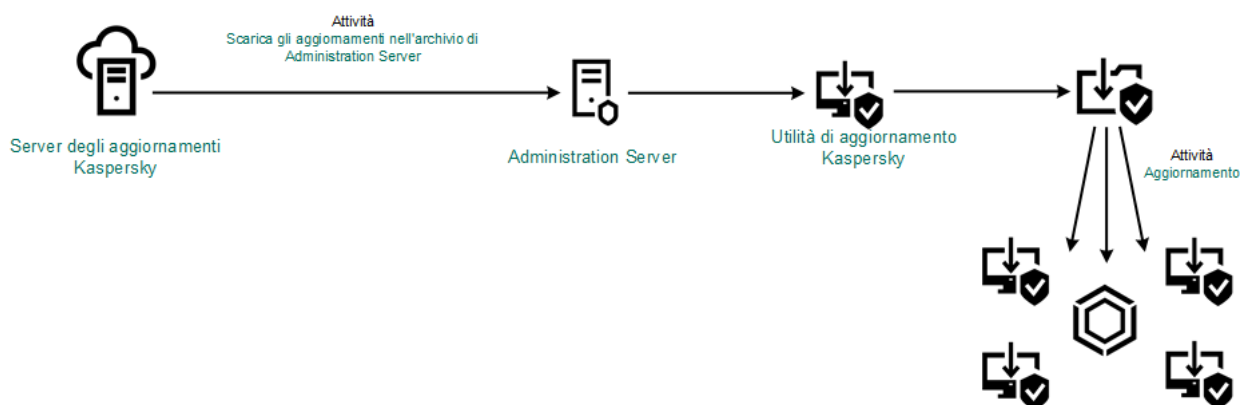 Attività
Scarica gli aggiornamenti nell'archivio di
Administration Server
Server degli aggiornamenti
Kaspersky
Administration Server
Utilità di aggiornamento
Kaspersky
Attività
Aggiornamento